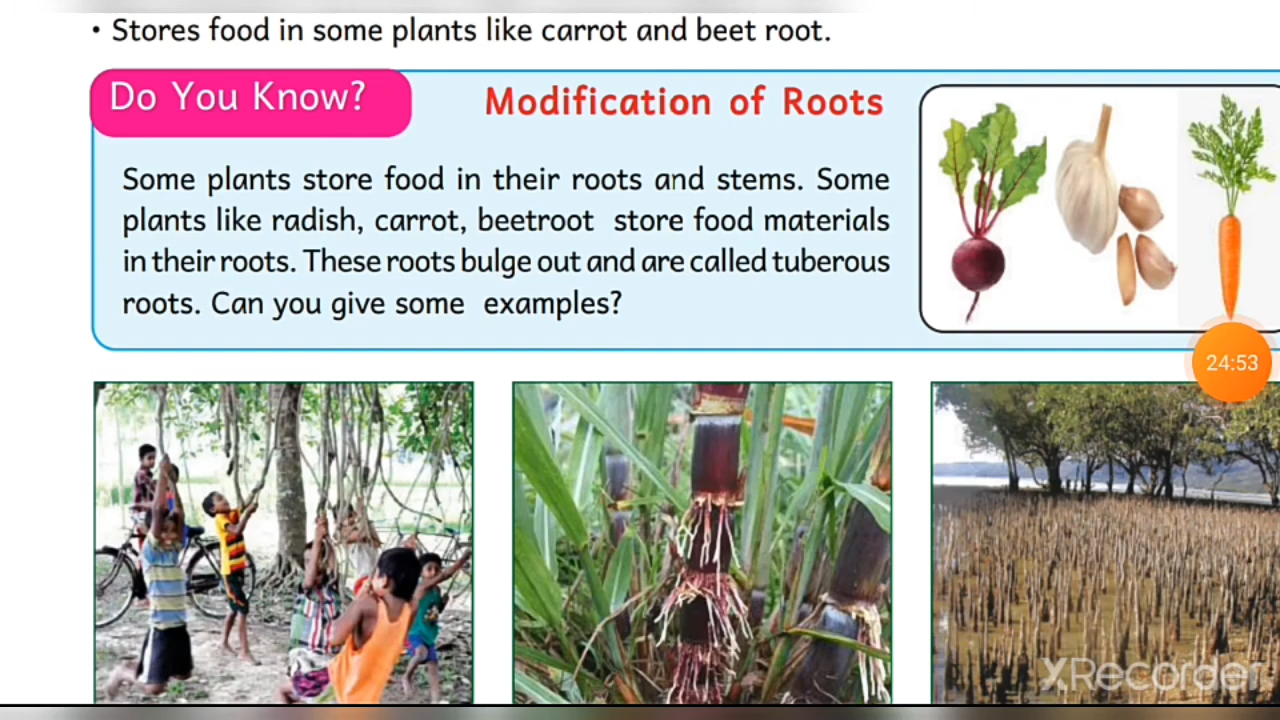 • Stores food in some plants like carrot and beet root.
Do You Know?
Modification of Roots
Some plants store food in their roots and stems. Some
plants like radish, carrot, beetroot store food materials
in their roots. These roots bulge out and are called tuberous
roots. Can you give some examples?
24:53
XRecorder